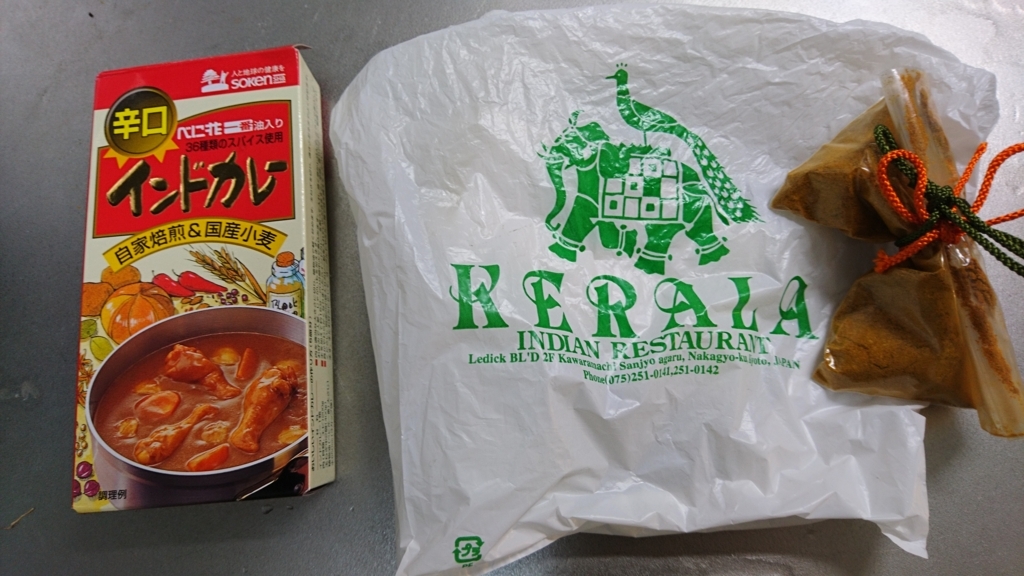 人と地球の健康を
SOKEN
辛口
べに花一番油入り
36種類のスパイス使用
インドカレー
自家焙煎&国産小麦
調理例
KERALA
INDIAN RESTAURANT
Ledick BL'D 2F Kawaramachi Sanjyo agaru, Nakagyo-ku JAPAN
Phone(075)251-0141,251-0142
プラ